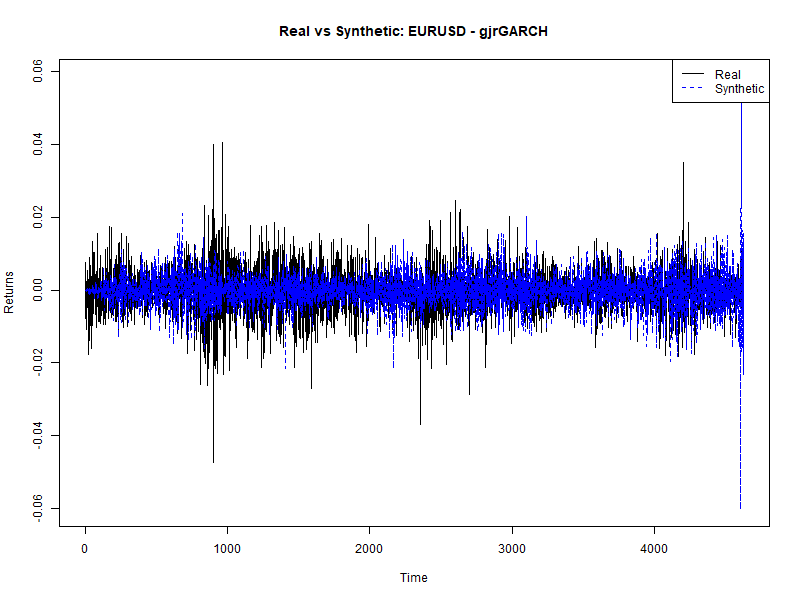 Real vs Synthetic: EURUSD - gjrGARCH
Real
Synthetic
Returns
0.06
0.04
0.02
0.00
-0.02
-0.04
-0.06
0
1000
2000
3000
4000
Time